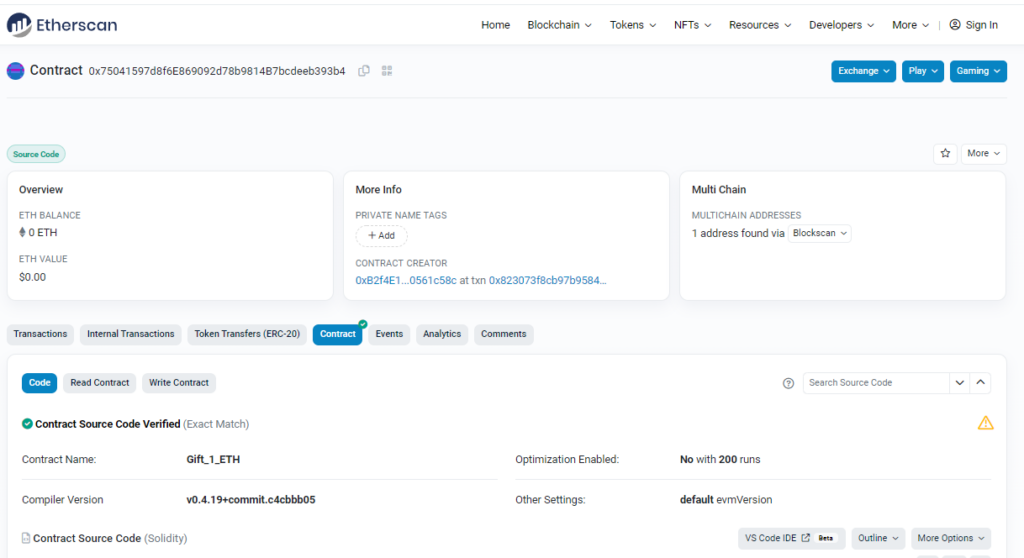 Etherscan
Home Blockchain Tokens NFTs Resources Developers More | Sign In
Contract 0x75041597d8f6E869092d78b9814B7bcdeeb393b4
Exchange Play Gaming
Source Code
More
Overview
ETH BALANCE
0 ETH
ETH VALUE
$0.00
More Info
PRIVATE NAME TAGS
+ Add
CONTRACT CREATOR
0xB2f4E1...0561c58c at txn 0x823073f8cb97b9584...
Multi Chain
MULTICHAIN ADDRESSES
1 address found via Blockscan
Transactions Internal Transactions Token Transfers (ERC-20) Contract Events Analytics Comments
Code Read Contract Write Contract
Search Source Code
Contract Source Code Verified (Exact Match)
Contract Name: Gift_1_ETH
Optimization Enabled: No with 200 runs
Compiler Version v0.4.19+commit.c4cbbb05
Other Settings: default evmVersion
Contract Source Code (Solidity)
VS Code IDE Beta Outline More Options